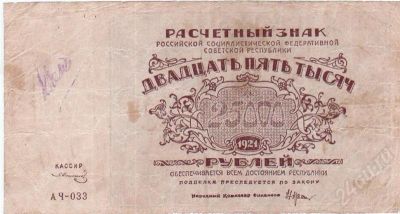 РАСЧЕТНЫЙ ЗНАК
РОССИЙСКОЙ СОЦИАЛИСТИЧЕСКОЙ ФЕДЕРАТИВНОЙ
СОВЕТСКОЙ РЕСПУБЛИКИ
ДВАДЦАТЬ ПЯТЬ ТЫСЯЧ
25000
1921
РУБЛЕЙ
ОБЕСПЕЧИВАЕТСЯ ВСЕМ ДОСТОЯНИЕМ РЕСПУБЛИКИ
ПОДДЕЛКА ПРЕСЛЕДУЕТСЯ ПО ЗАКОНУ
КАССИР
АЧ-033
Народный Комиссар Финансов